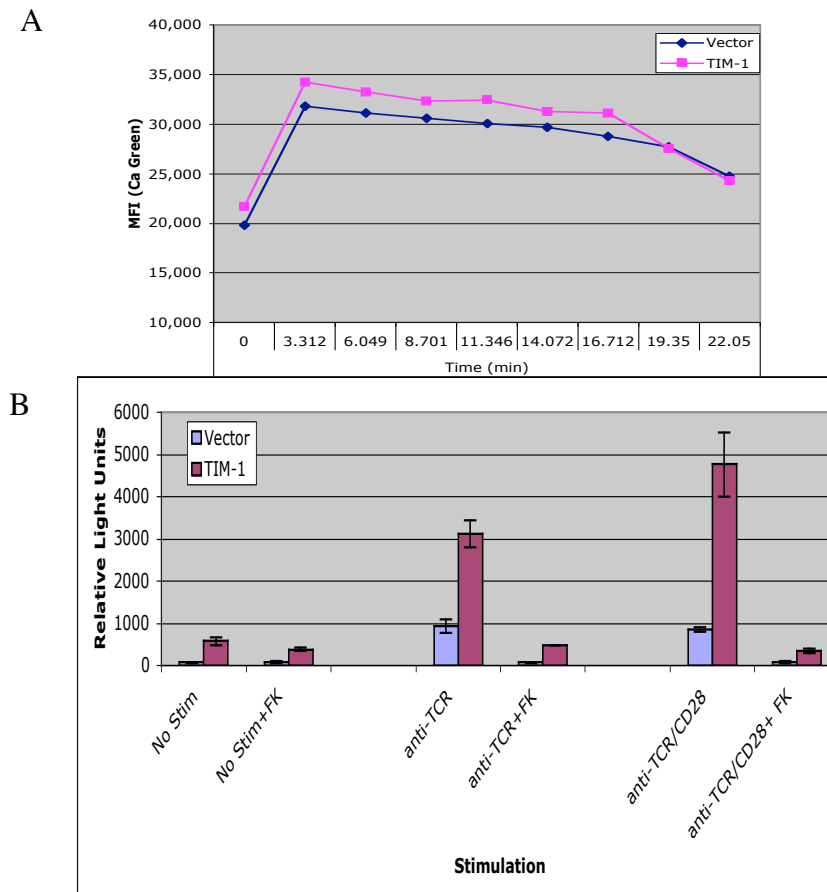 A
40,000
35,000
30,000
25,000
20,000
15,000
10,000
MFI (Ca Green)
Vector
TIM-1
0 3.312 6.049 8.701 11.346 14.072 16.712 19.35 22.05
Time (min)
B
6000
5000
4000
3000
2000
1000
0
Relative Light Units
Vector
TIM-1
No Stim
No Stim+FK
anti-TCR
anti-TCR+FK
anti-TCR/CD28
anti-TCR/CD28+ FK
Stimulation